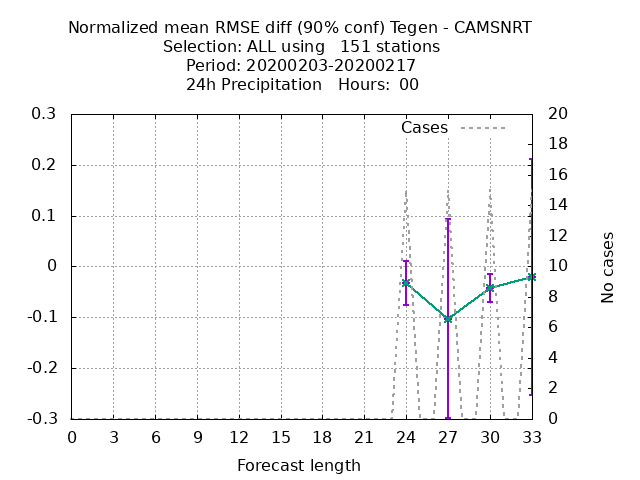 Normalized mean RMSE diff (90% conf) Tegen - CAMSNRT
Selection: ALL using   151 stations
Period: 20200203-20200217
24h Precipitation   Hours:  00
Cases
0.3
0.2
0.1
0
-0.1
-0.2
-0.3
20
18
16
14
12
10
8
6
4
2
0
No cases
0 3 6 9 12 15 18 21 24 27 30 33
Forecast length